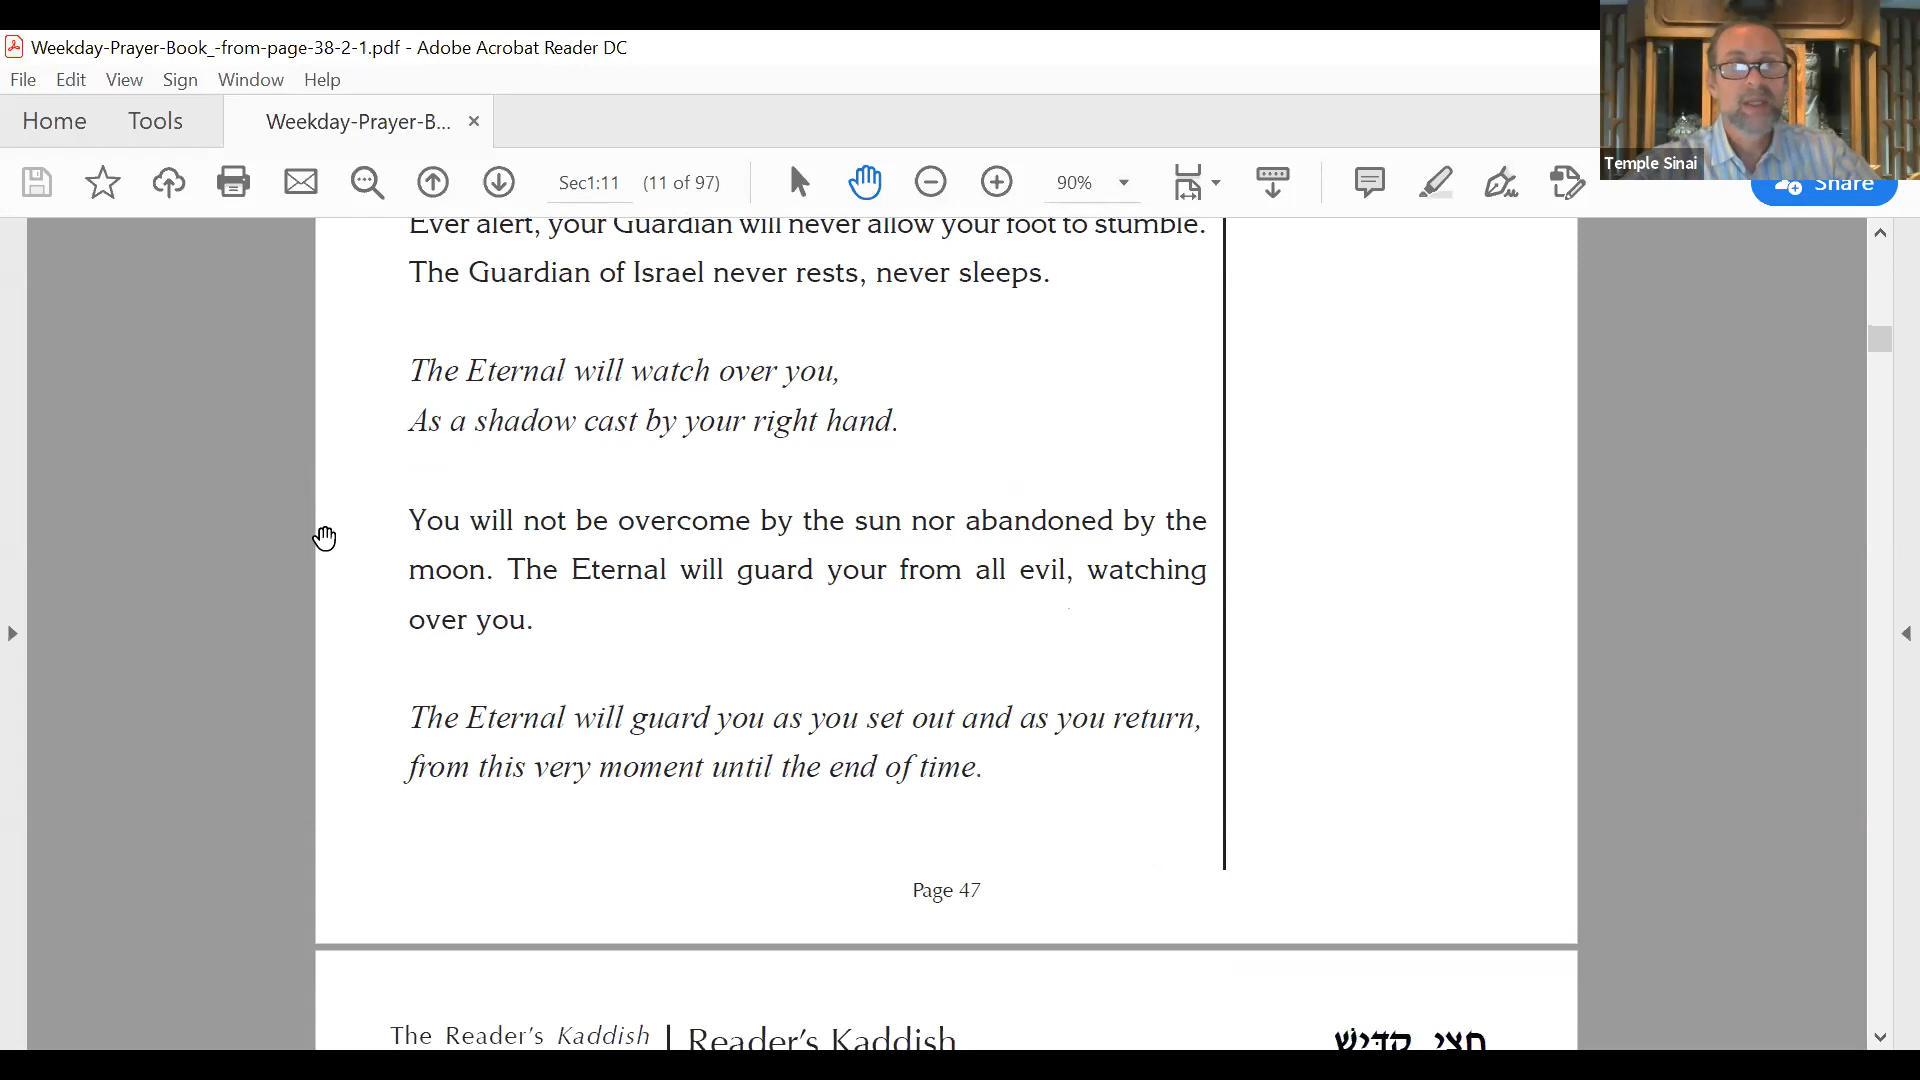 Weekday-Prayer-Book_-from-page-38-2-1.pdf - Adobe Acrobat Reader DC
File Edit View Sign Window Help
Home Tools Weekday-Prayer-B... ×
Sec1:11 (11 of 97) 90% Share
Temple Sinai
Ever alert, your Guardian will never allow your foot to stumble.
The Guardian of Israel never rests, never sleeps.
The Eternal will watch over you,
As a shadow cast by your right hand.
You will not be overcome by the sun nor abandoned by the
moon. The Eternal will guard your from all evil, watching
over you.
The Eternal will guard you as you set out and as you return,
from this very moment until the end of time.
Page 47
The Reader's Kaddish | Reader's Kaddish חֲצִי קַדִּישׁ